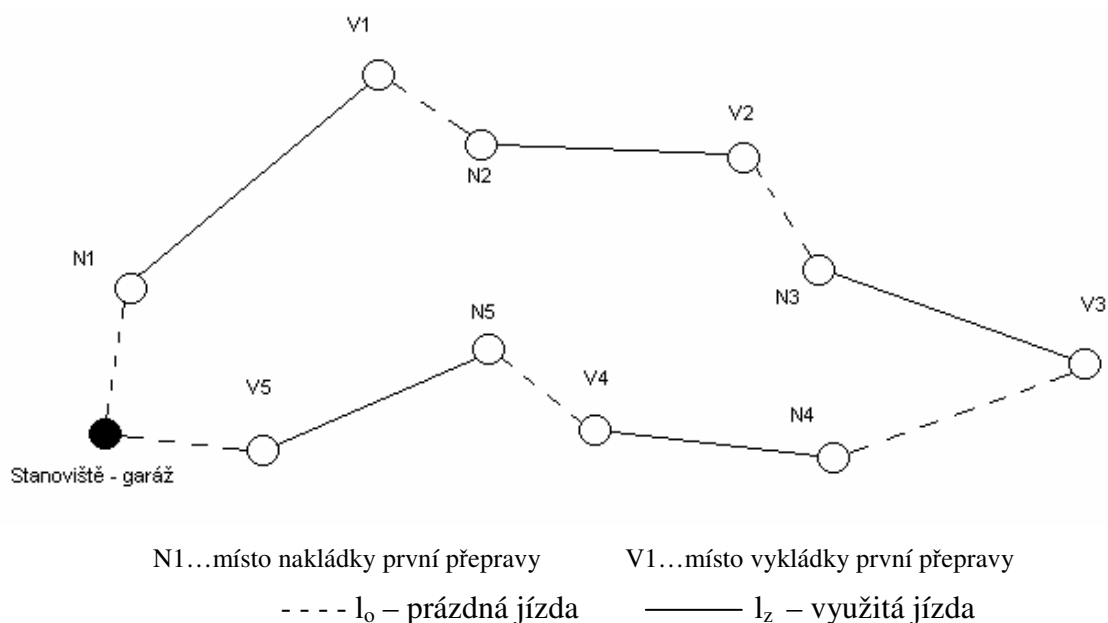 V1
V2
N2
N1
N3
V3
N5
V5
V4
N4
Stanoviště - garáž
N1…místo nakládky první přepravy V1…místo vykládky první přepravy
- - - - lo – prázdná jízda ——— lz – využitá jízda